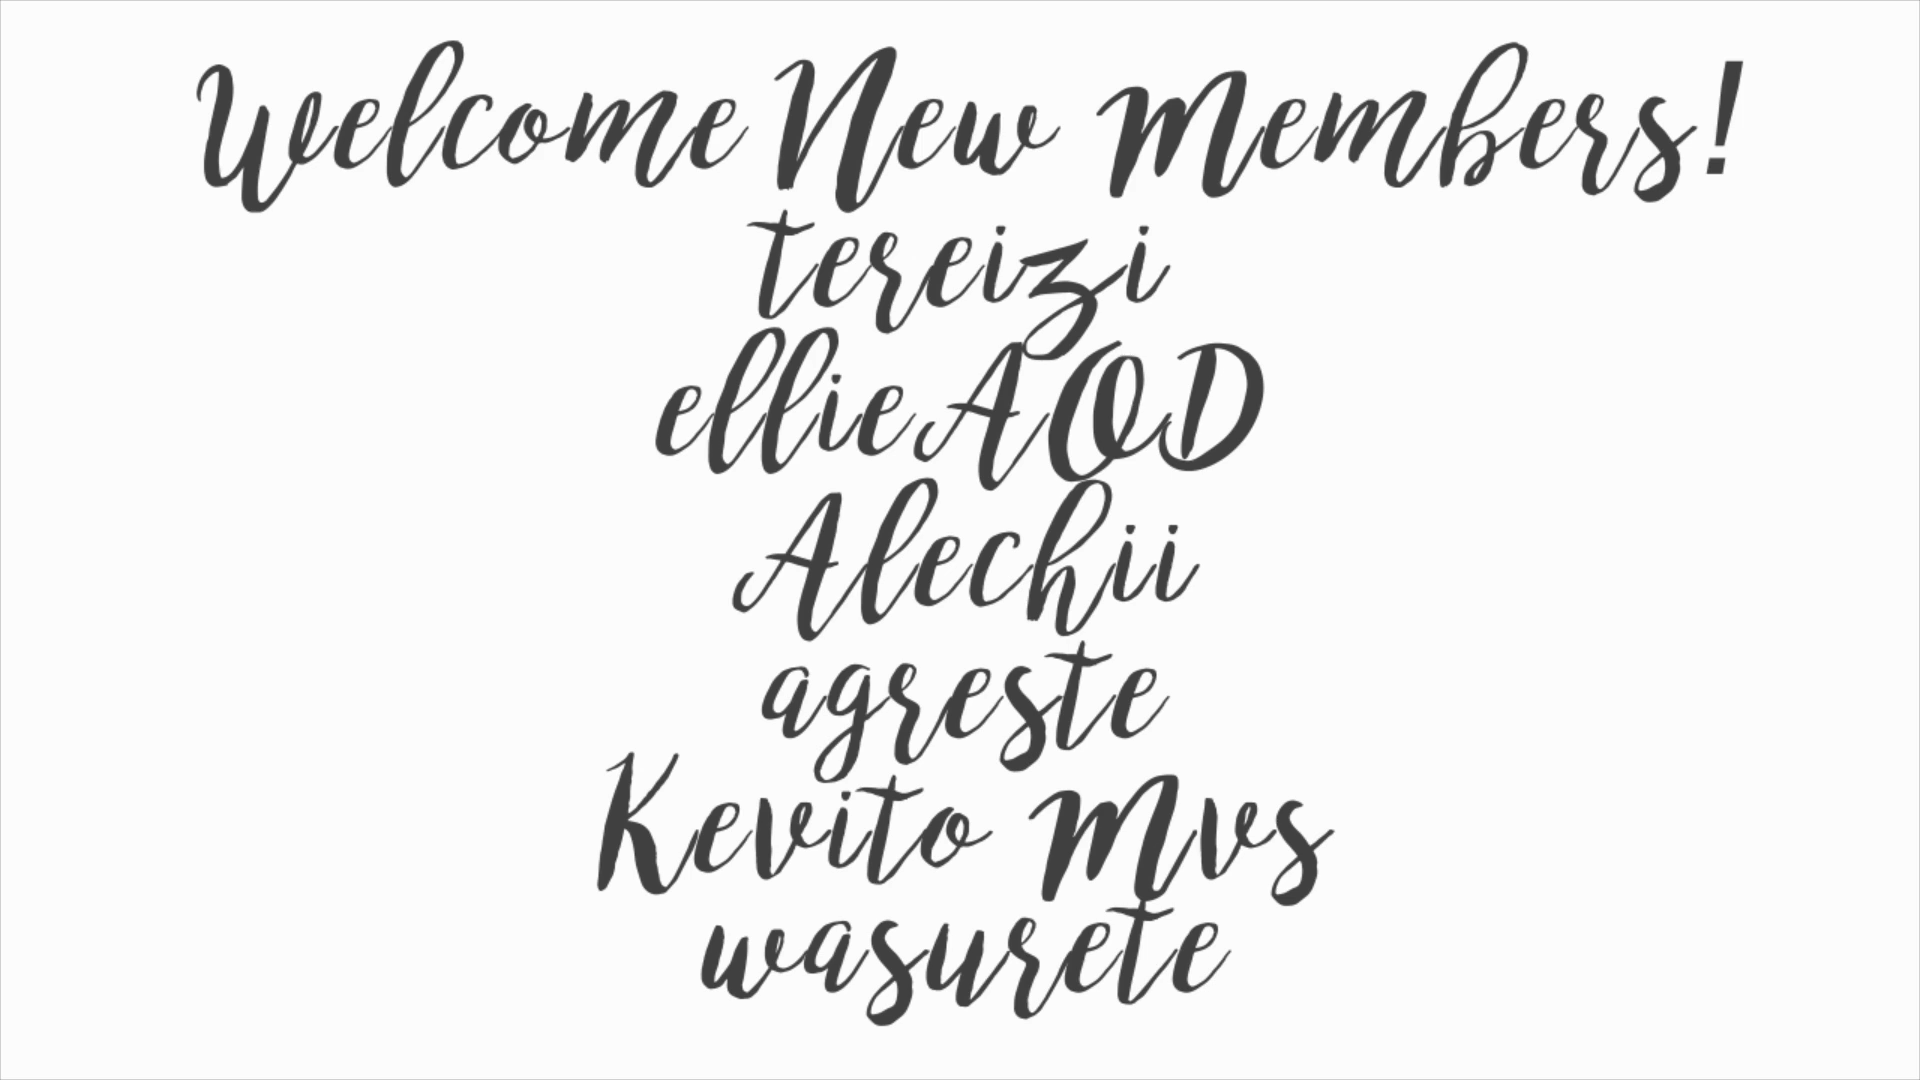 Welcome New Members!
tereizi
ellieAOD
Alechii
agreste
Kevito Mvs
wasurete